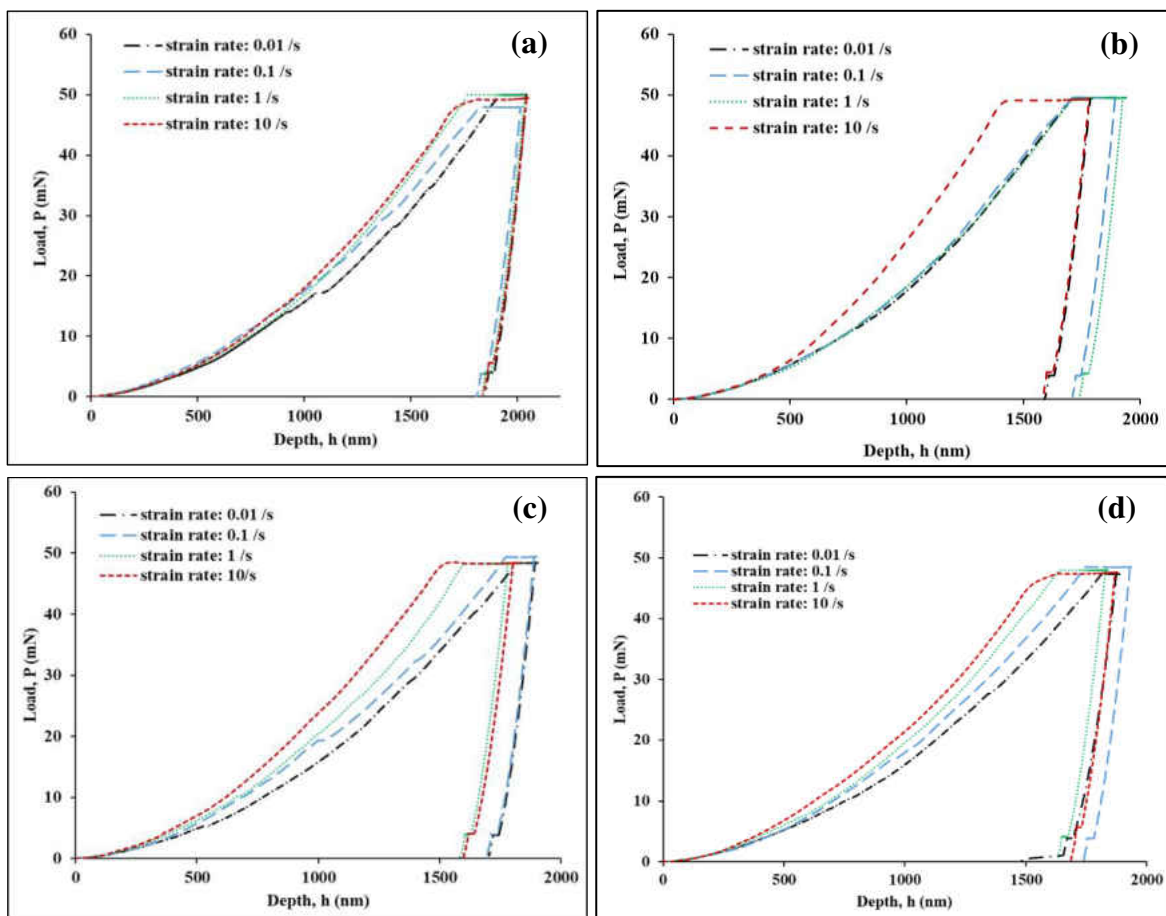 (a)
strain rate: 0.01 /s
strain rate: 0.1 /s
strain rate: 1 /s
strain rate: 10 /s
60
50
40
30
20
10
0
Load, P (mN)
0 500 1000 1500 2000
Depth, h (nm)
(b)
strain rate: 0.01 /s
strain rate: 0.1 /s
strain rate: 1 /s
strain rate: 10 /s
60
50
40
30
20
10
0
Load, P (mN)
0 500 1000 1500 2000
Depth, h (nm)
(c)
strain rate: 0.01 /s
strain rate: 0.1 /s
strain rate: 1 /s
strain rate: 10/s
60
50
40
30
20
10
0
Load, P (mN)
0 500 1000 1500 2000
Depth, h (nm)
(d)
strain rate: 0.01 /s
strain rate: 0.1 /s
strain rate: 1 /s
strain rate: 10 /s
60
50
40
30
20
10
0
Load, P (mN)
0 500 1000 1500 2000
Depth, h (nm)